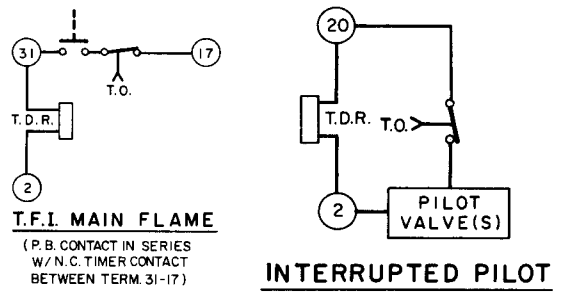 31
17
T.O.
T.D.R.
2
T.F.I. MAIN FLAME
(P.B. CONTACT IN SERIES
W/N.C. TIMER CONTACT
BETWEEN TERM. 31-17)
20
T.D.R.
T.O.
2
PILOT
VALVE(S)
INTERRUPTED PILOT